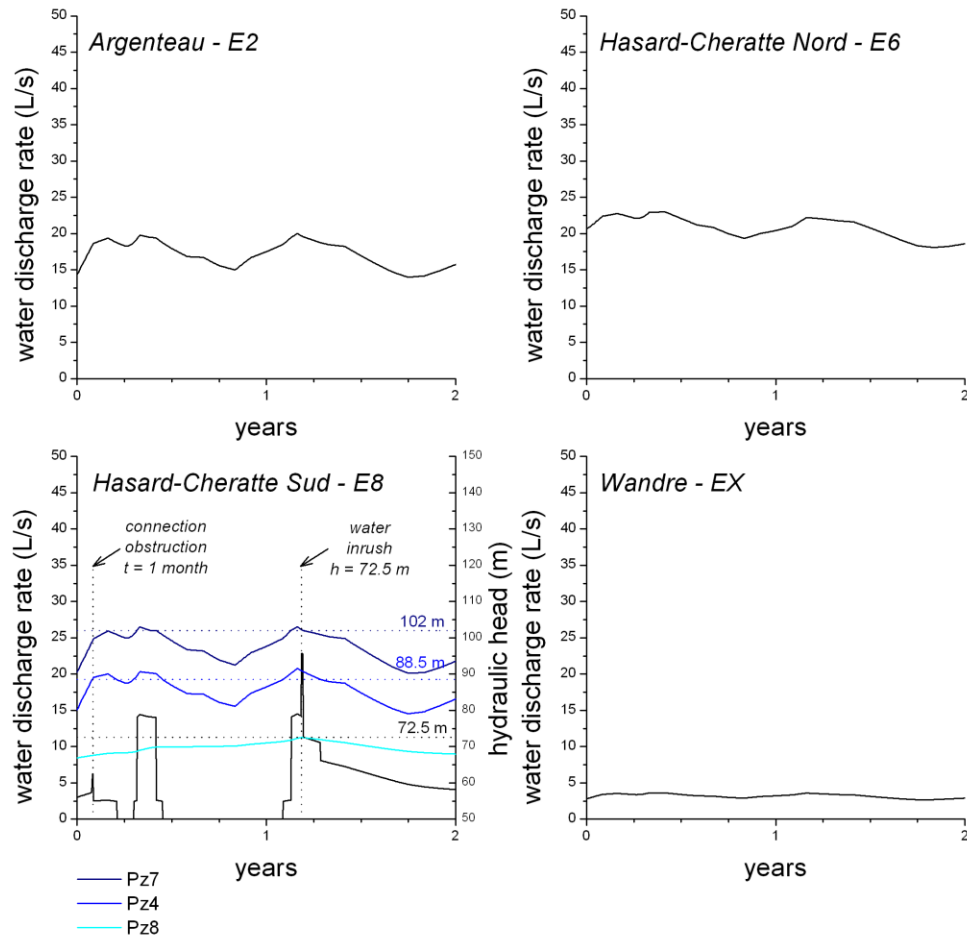 Argenteau - E2
water discharge rate (L/s)
50
45
40
35
30
25
20
15
10
5
0
0
1
2
years
Hasard-Cheratte Nord - E6
water discharge rate (L/s)
50
45
40
35
30
25
20
15
10
5
0
0
1
2
years
Hasard-Cheratte Sud - E8
water discharge rate (L/s)
50
45
40
35
30
25
20
15
10
5
0
connection
obstruction
t = 1 month
water
inrush
h = 72.5 m
102 m
88.5 m
72.5 m
150
140
130
120
110
100
90
80
70
60
50
hydraulic head (m)
0
1
2
years
Pz7
Pz4
Pz8
Wandre - EX
water discharge rate (L/s)
50
45
40
35
30
25
20
15
10
5
0
0
1
2
years